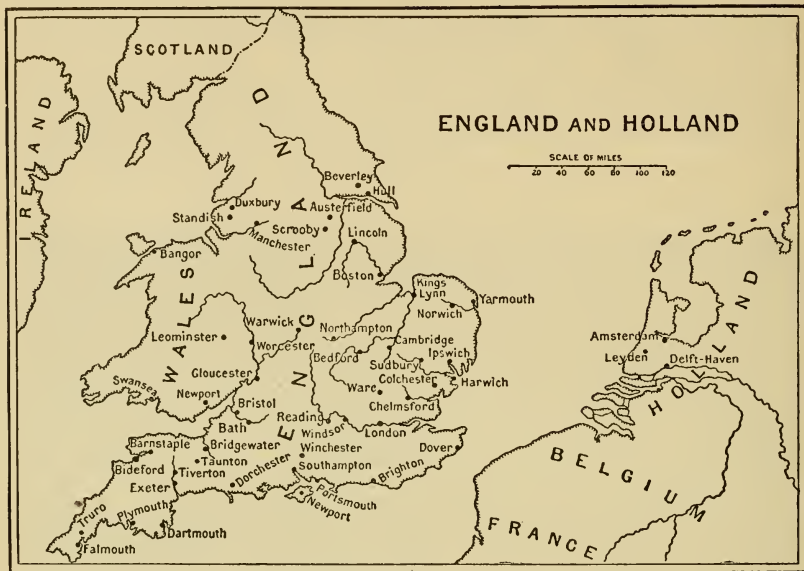 SCOTLAND
IRELAND
ENGLAND AND HOLLAND
SCALE OF MILES
20 40 60 80 100 120
ENGLAND
WALES
Beverley
Hull
Duxbury
Standish
Austerfield
Scrooby
Manchester
Lincoln
Bangor
Boston
Kings
Lynn
Yarmouth
Norwich
Warwick
Northampton
Leominster
Worcester
Cambridge
Bedford
Sudbury
Ipswich
Gloucester
Colchester
Harwich
Ware
Swansea
Newport
Chelmsford
Bristol
Reading
Bath
Windsor
London
Barnstaple
Bridgewater
Winchester
Dover
Bideford
Taunton
Tiverton
Dorchester
Southampton
Brighton
Exeter
Portsmouth
Newport
Plymouth
Truro
Dartmouth
Falmouth
Amsterdam
Leyden
Delft-Haven
HOLLAND
BELGIUM
FRANCE